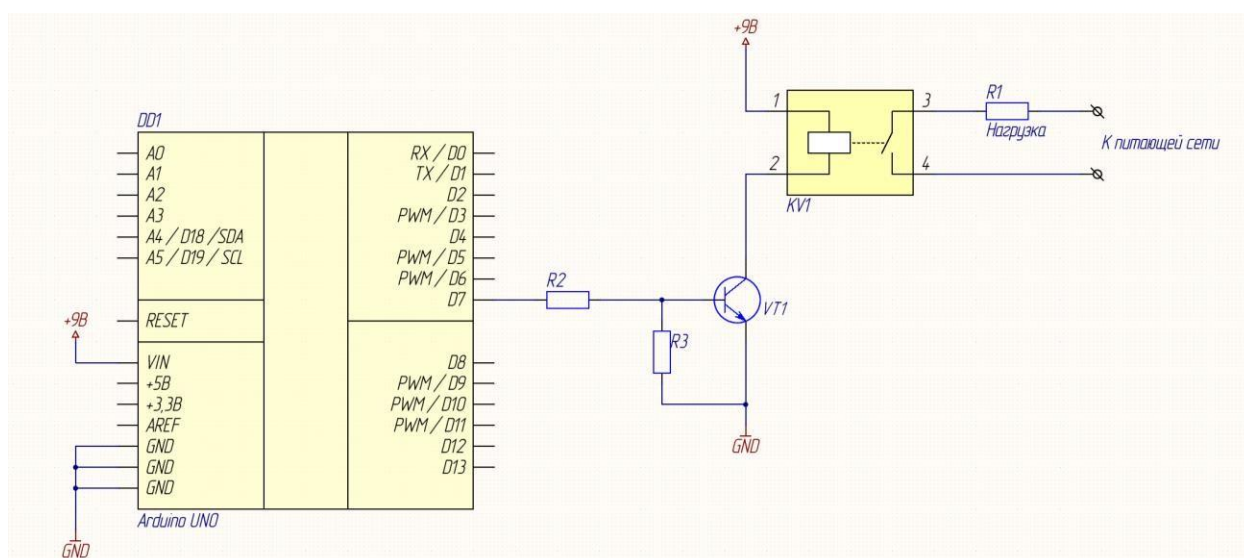 +9В
1
3
R1
Нагрузка
К питающей сети
2
4
KV1
DD1
A0
A1
A2
A3
A4 / D18 /SDA
A5 / D19 / SCL
RESET
+9В
VIN
+5В
+3,3В
AREF
GND
GND
GND
RX / D0
TX / D1
D2
PWM / D3
D4
PWM / D5
PWM / D6
D7
D8
PWM / D9
PWM / D10
PWM / D11
D12
D13
Arduino UNO
GND
R2
R3
VT1
GND